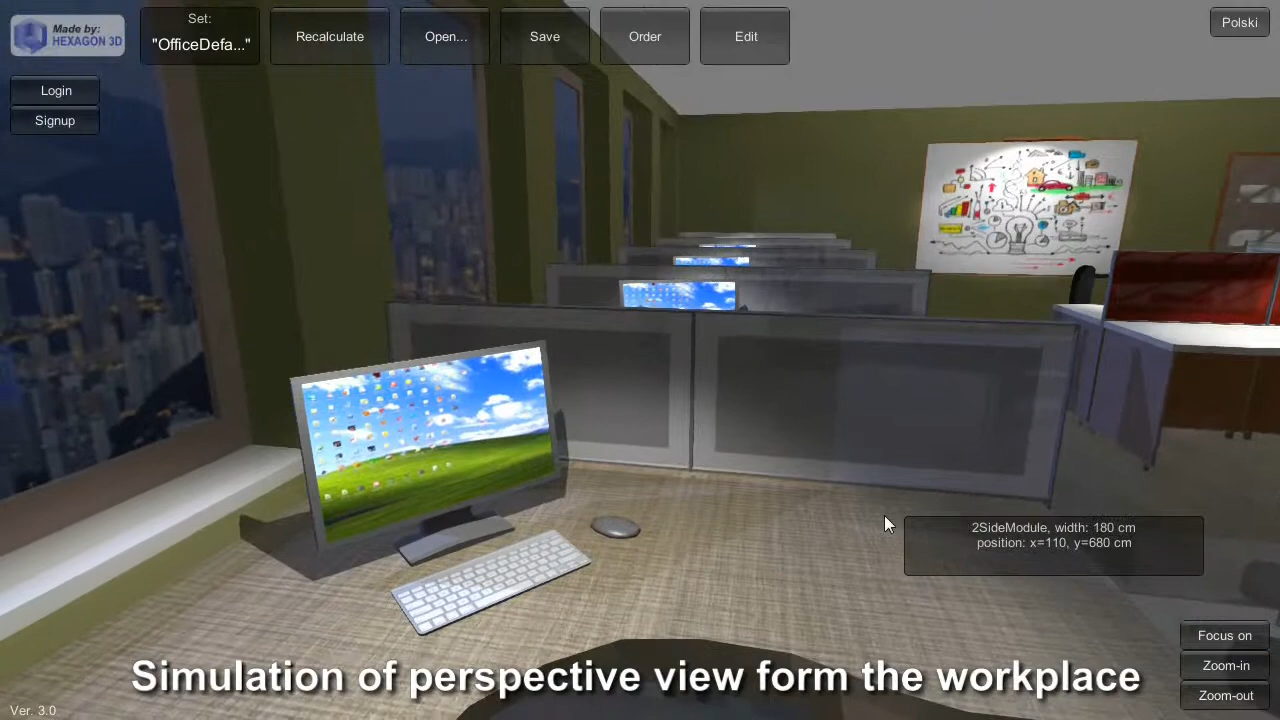 Made by:
HEXAGON 3D
Set:
"OfficeDefa..."
Recalculate
Open...
Save
Order
Edit
Polski
Login
Signup
2SideModule, width: 180 cm
position: x=110, y=680 cm
Focus on
Zoom-in
Zoom-out
Simulation of perspective view form the workplace
Ver. 3.0